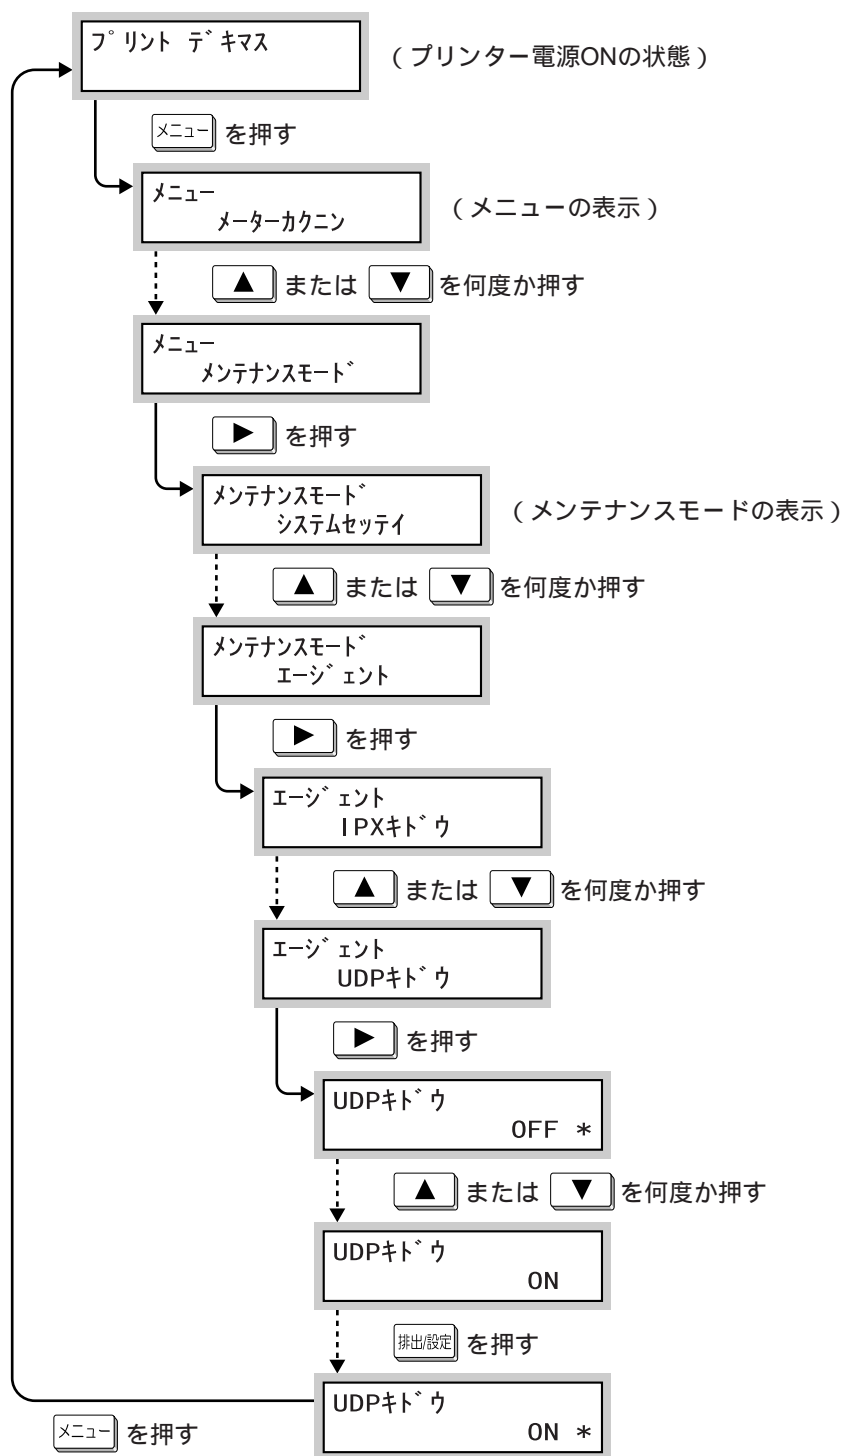 プリント デキマス
(プリンター電源ONの状態)
メニュー を押す
メニュー
メーターカクニン
(メニューの表示)
▲ または ▼ を何度か押す
メニュー
メンテナンスモード
▶ を押す
メンテナンスモード
システムセッテイ
(メンテナンスモードの表示)
▲ または ▼ を何度か押す
メンテナンスモード
エージェント
▶ を押す
エージェント
IPXキドウ
▲ または ▼ を何度か押す
エージェント
UDPキドウ
▶ を押す
UDPキドウ
OFF *
▲ または ▼ を何度か押す
UDPキドウ
ON
排出/設定 を押す
UDPキドウ
ON *
メニュー を押す